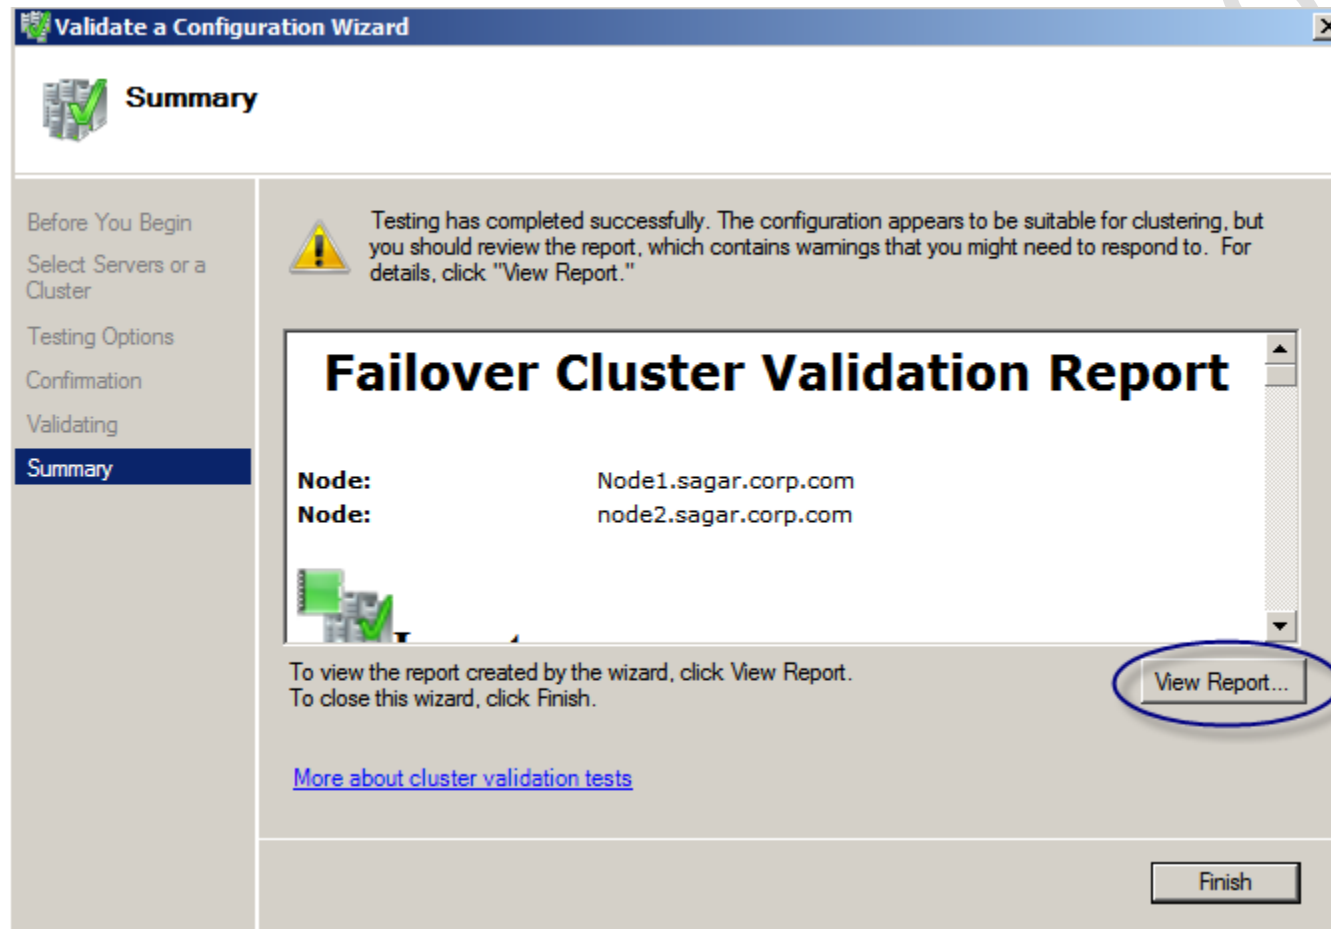 Validate a Configuration Wizard
Summary
Before You Begin
Select Servers or a
Cluster
Testing Options
Confirmation
Validating
Summary
Testing has completed successfully. The configuration appears to be suitable for clustering, but
you should review the report, which contains warnings that you might need to respond to. For
details, click "View Report."
Failover Cluster Validation Report
Node: Node1.sagar.corp.com
Node: node2.sagar.corp.com
To view the report created by the wizard, click View Report.
To close this wizard, click Finish.
View Report...
More about cluster validation tests
Finish